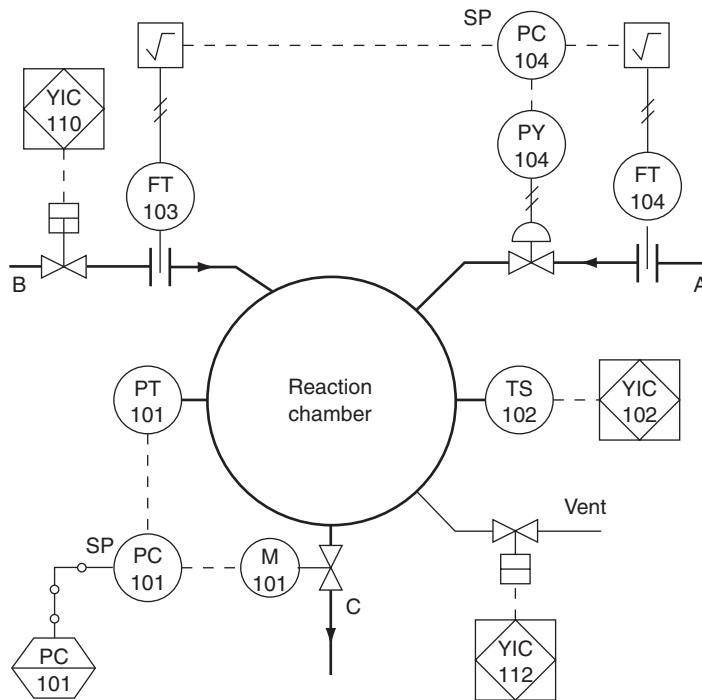 SP
PC
104
YIC
110
PY
104
FT
103
FT
104
B
A
PT
101
Reaction
chamber
TS
102
YIC
102
SP
PC
101
M
101
Vent
C
PC
101
YIC
112